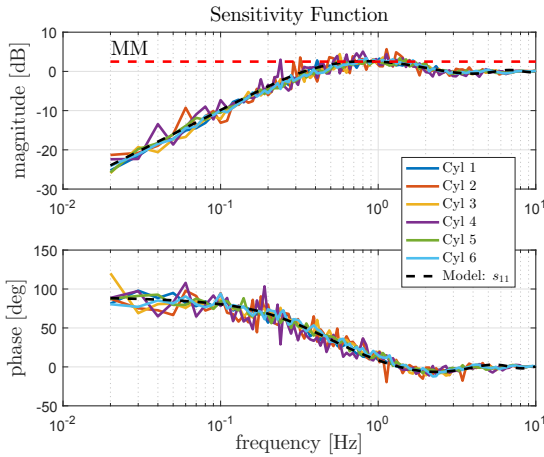 Sensitivity Function
magnitude [dB]
10
0
-10
-20
-30
MM
10^-2
10^-1
10^0
10^1
Cyl 1
Cyl 2
Cyl 3
Cyl 4
Cyl 5
Cyl 6
Model: s_11
phase [deg]
150
100
50
0
-50
10^-2
10^-1
10^0
10^1
frequency [Hz]